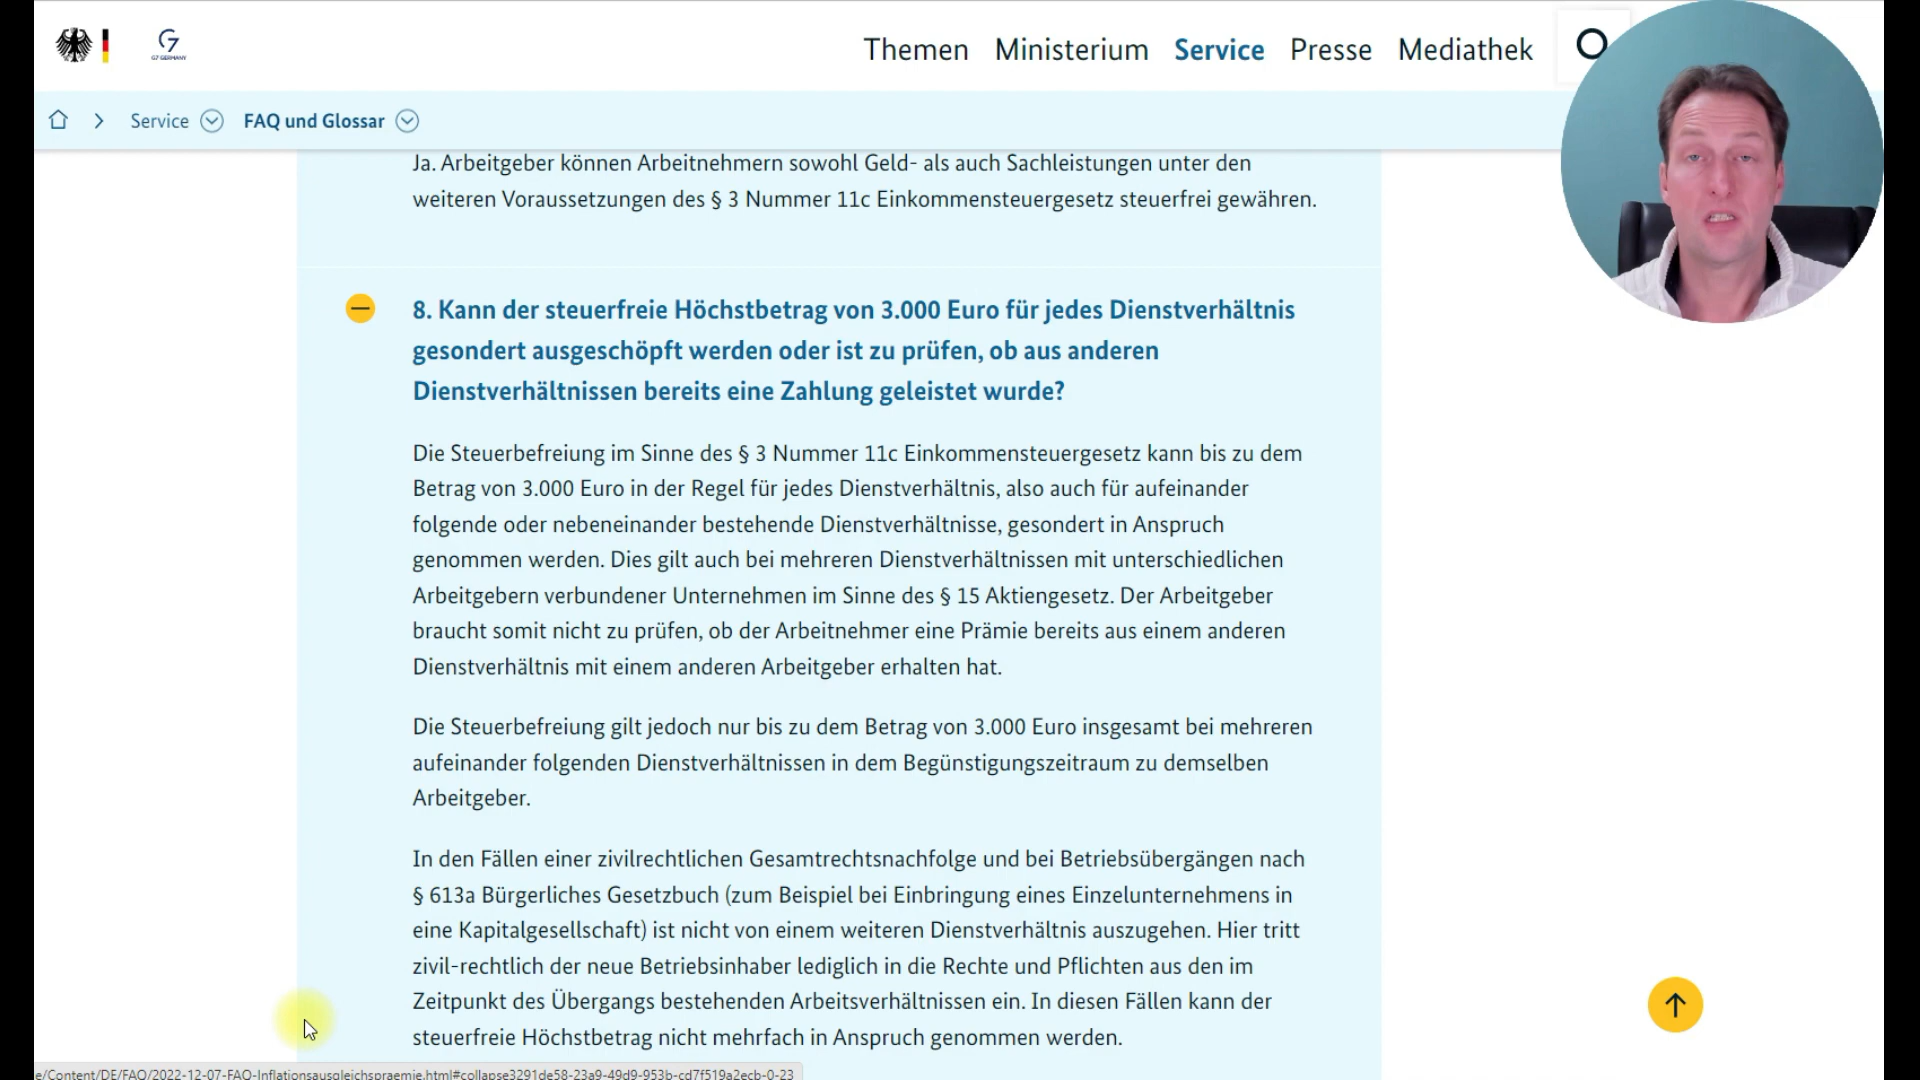 G7 GERMANY
Themen Ministerium Service Presse Mediathek
Service FAQ und Glossar
Ja. Arbeitgeber können Arbeitnehmern sowohl Geld- als auch Sachleistungen unter den
weiteren Voraussetzungen des § 3 Nummer 11c Einkommensteuergesetz steuerfrei gewähren.
8. Kann der steuerfreie Höchstbetrag von 3.000 Euro für jedes Dienstverhältnis
gesondert ausgeschöpft werden oder ist zu prüfen, ob aus anderen
Dienstverhältnissen bereits eine Zahlung geleistet wurde?
Die Steuerbefreiung im Sinne des § 3 Nummer 11c Einkommensteuergesetz kann bis zu dem
Betrag von 3.000 Euro in der Regel für jedes Dienstverhältnis, also auch für aufeinander
folgende oder nebeneinander bestehende Dienstverhältnisse, gesondert in Anspruch
genommen werden. Dies gilt auch bei mehreren Dienstverhältnissen mit unterschiedlichen
Arbeitgebern verbundener Unternehmen im Sinne des § 15 Aktiengesetz. Der Arbeitgeber
braucht somit nicht zu prüfen, ob der Arbeitnehmer eine Prämie bereits aus einem anderen
Dienstverhältnis mit einem anderen Arbeitgeber erhalten hat.
Die Steuerbefreiung gilt jedoch nur bis zu dem Betrag von 3.000 Euro insgesamt bei mehreren
aufeinander folgenden Dienstverhältnissen in dem Begünstigungszeitraum zu demselben
Arbeitgeber.
In den Fällen einer zivilrechtlichen Gesamtrechtsnachfolge und bei Betriebsübergängen nach
§ 613a Bürgerliches Gesetzbuch (zum Beispiel bei Einbringung eines Einzelunternehmens in
eine Kapitalgesellschaft) ist nicht von einem weiteren Dienstverhältnis auszugehen. Hier tritt
zivil-rechtlich der neue Betriebsinhaber lediglich in die Rechte und Pflichten aus den im
Zeitpunkt des Übergangs bestehenden Arbeitsverhältnissen ein. In diesen Fällen kann der
steuerfreie Höchstbetrag nicht mehrfach in Anspruch genommen werden.
e/Content/DE/FAQ/2022-12-07-FAQ-Inflationsausgleichspraemie.html#collapse3291de58-23a9-49d9-953b-cd7f519a2ecb-0-23